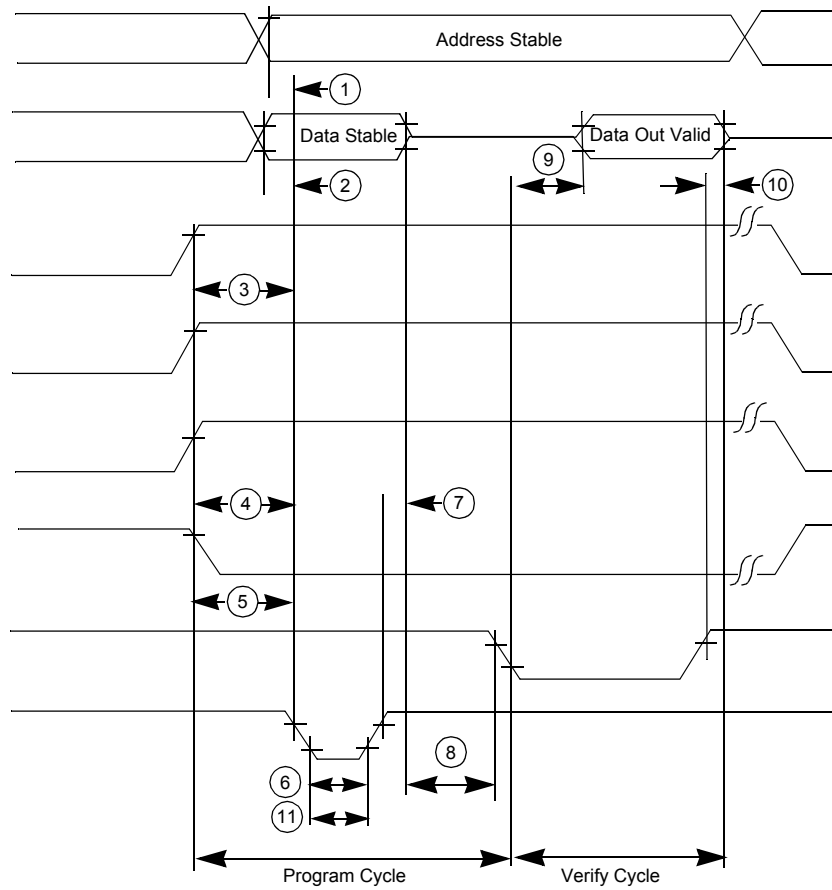 Address Stable
1
Data Stable
Data Out Valid
9
2
10
3
4
7
5
8
6
11
Program Cycle
Verify Cycle